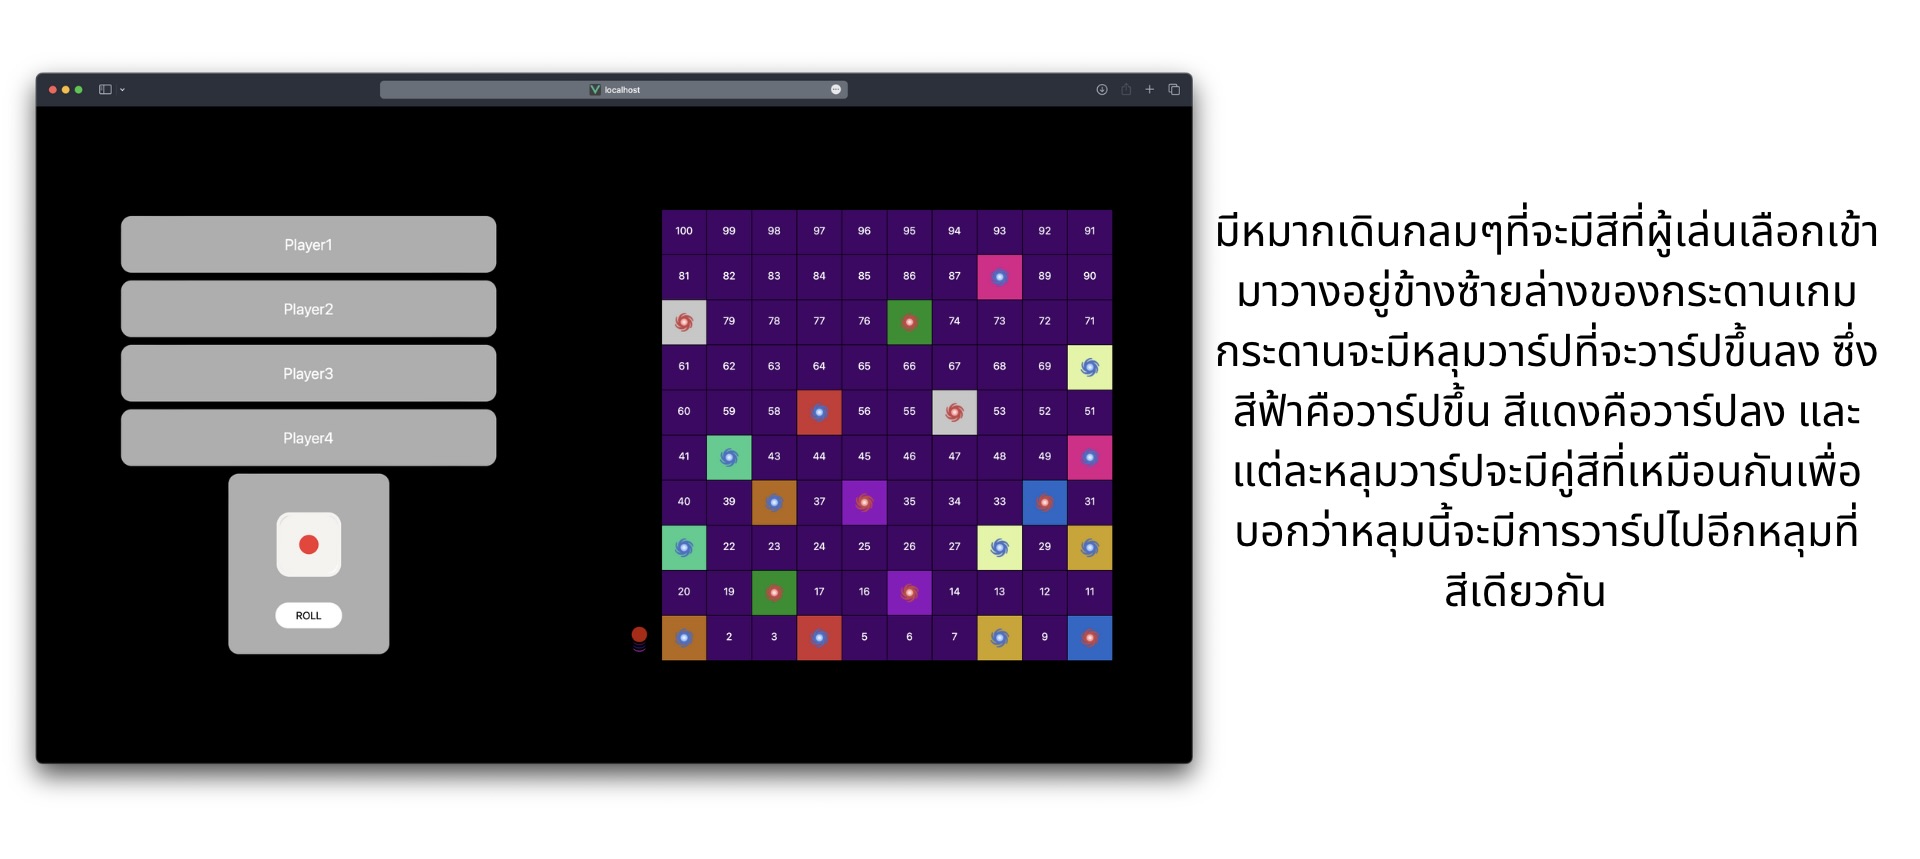 localhost
Player1
Player2
Player3
Player4
ROLL
100 99 98 97 96 95 94 93 92 91
81 82 83 84 85 86 87 89 90
79 78 77 76 74 73 72 71
61 62 63 64 65 66 67 68 69
60 59 58 56 55 53 52 51
41 43 44 45 46 47 48 49
40 39 37 35 34 33 31
22 23 24 25 26 27 29
20 19 17 16 14 13 12 11
2 3 5 6 7 9
มีหมากเดินกลมๆที่จะมีสีที่ผู้เล่นเลือกเข้า
มาวางอยู่ข้างซ้ายล่างของกระดานเกม
กระดานจะมีหลุมวาร์ปที่จะวาร์ปขึ้นลง ซึ่ง
สีฟ้าคือวาร์ปขึ้น สีแดงคือวาร์ปลง และ
แต่ละหลุมวาร์ปจะมีคู่สีที่เหมือนกันเพื่อ
บอกว่าหลุมนี้จะมีการวาร์ปไปอีกหลุมที่
สีเดียวกัน